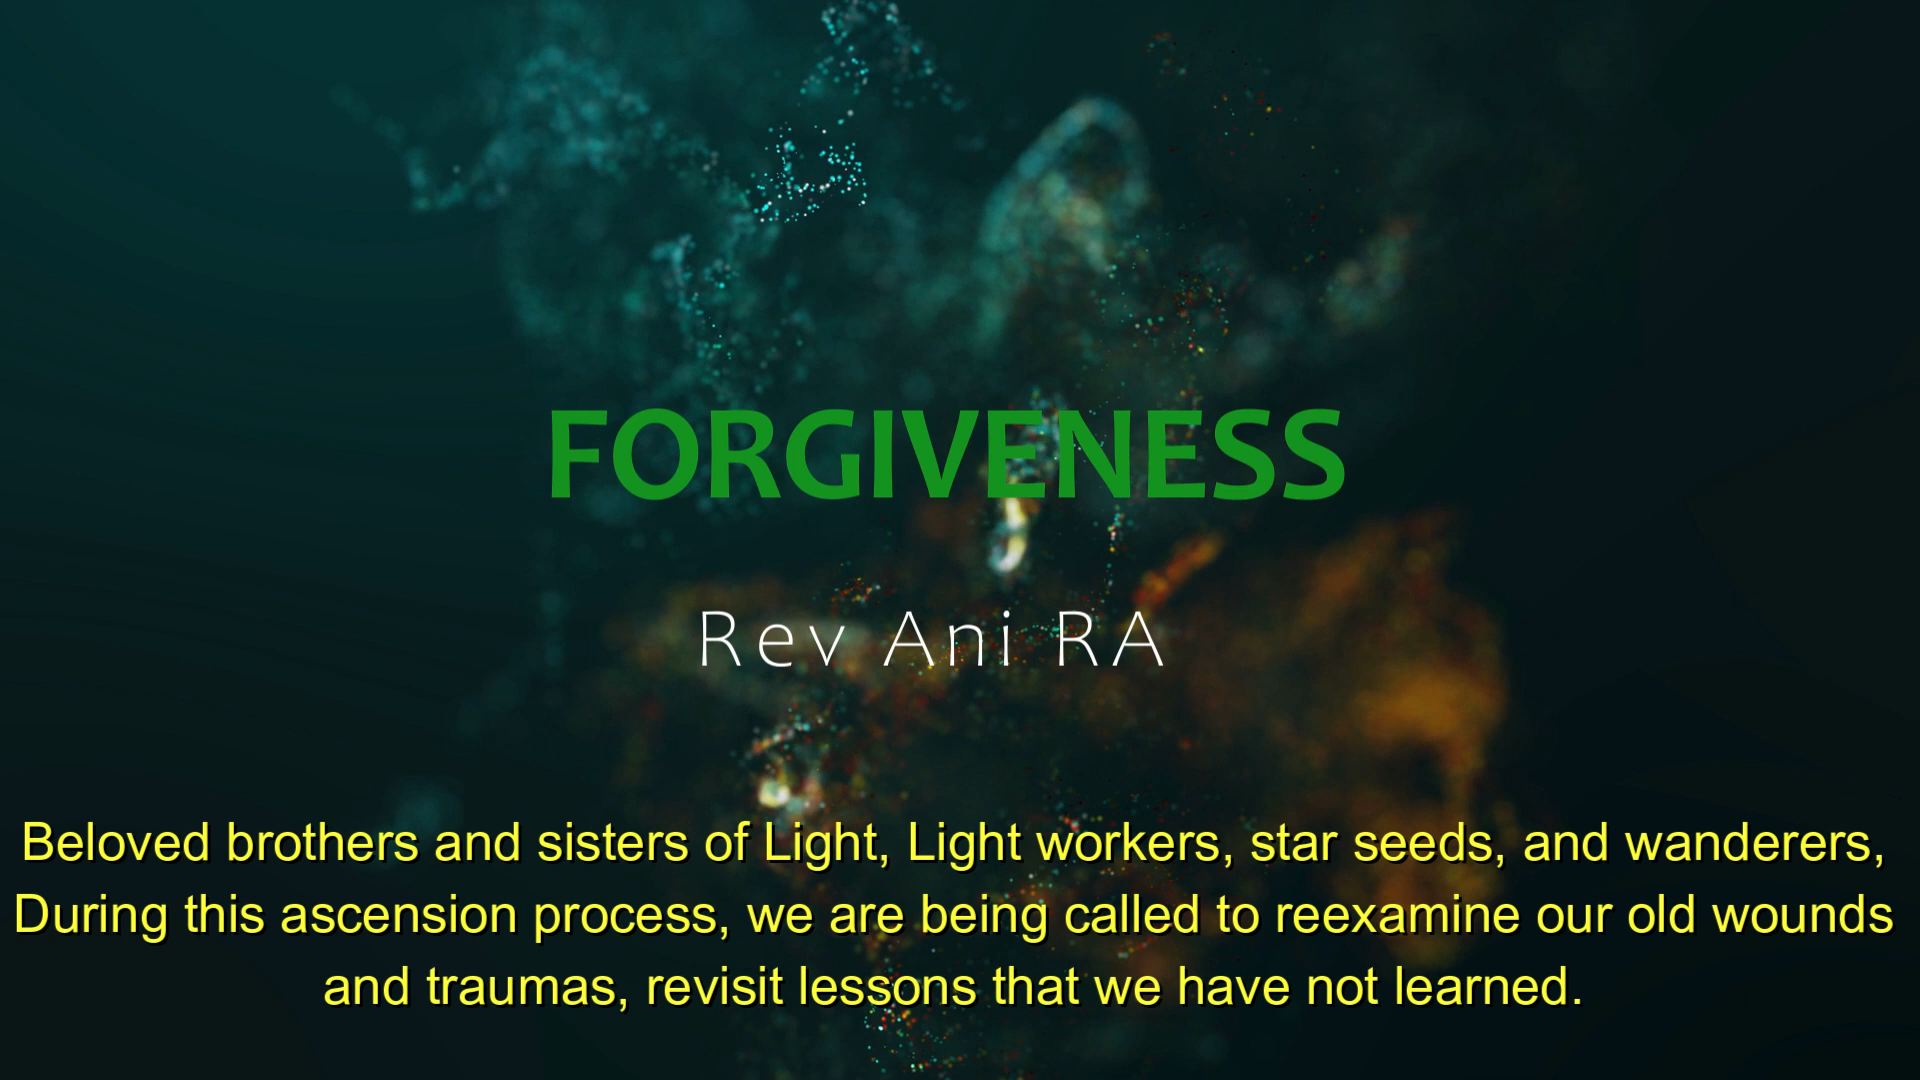 FORGIVENESS
Rev Ani RA
Beloved brothers and sisters of Light, Light workers, star seeds, and wanderers,
During this ascension process, we are being called to reexamine our old wounds
and traumas, revisit lessons that we have not learned.